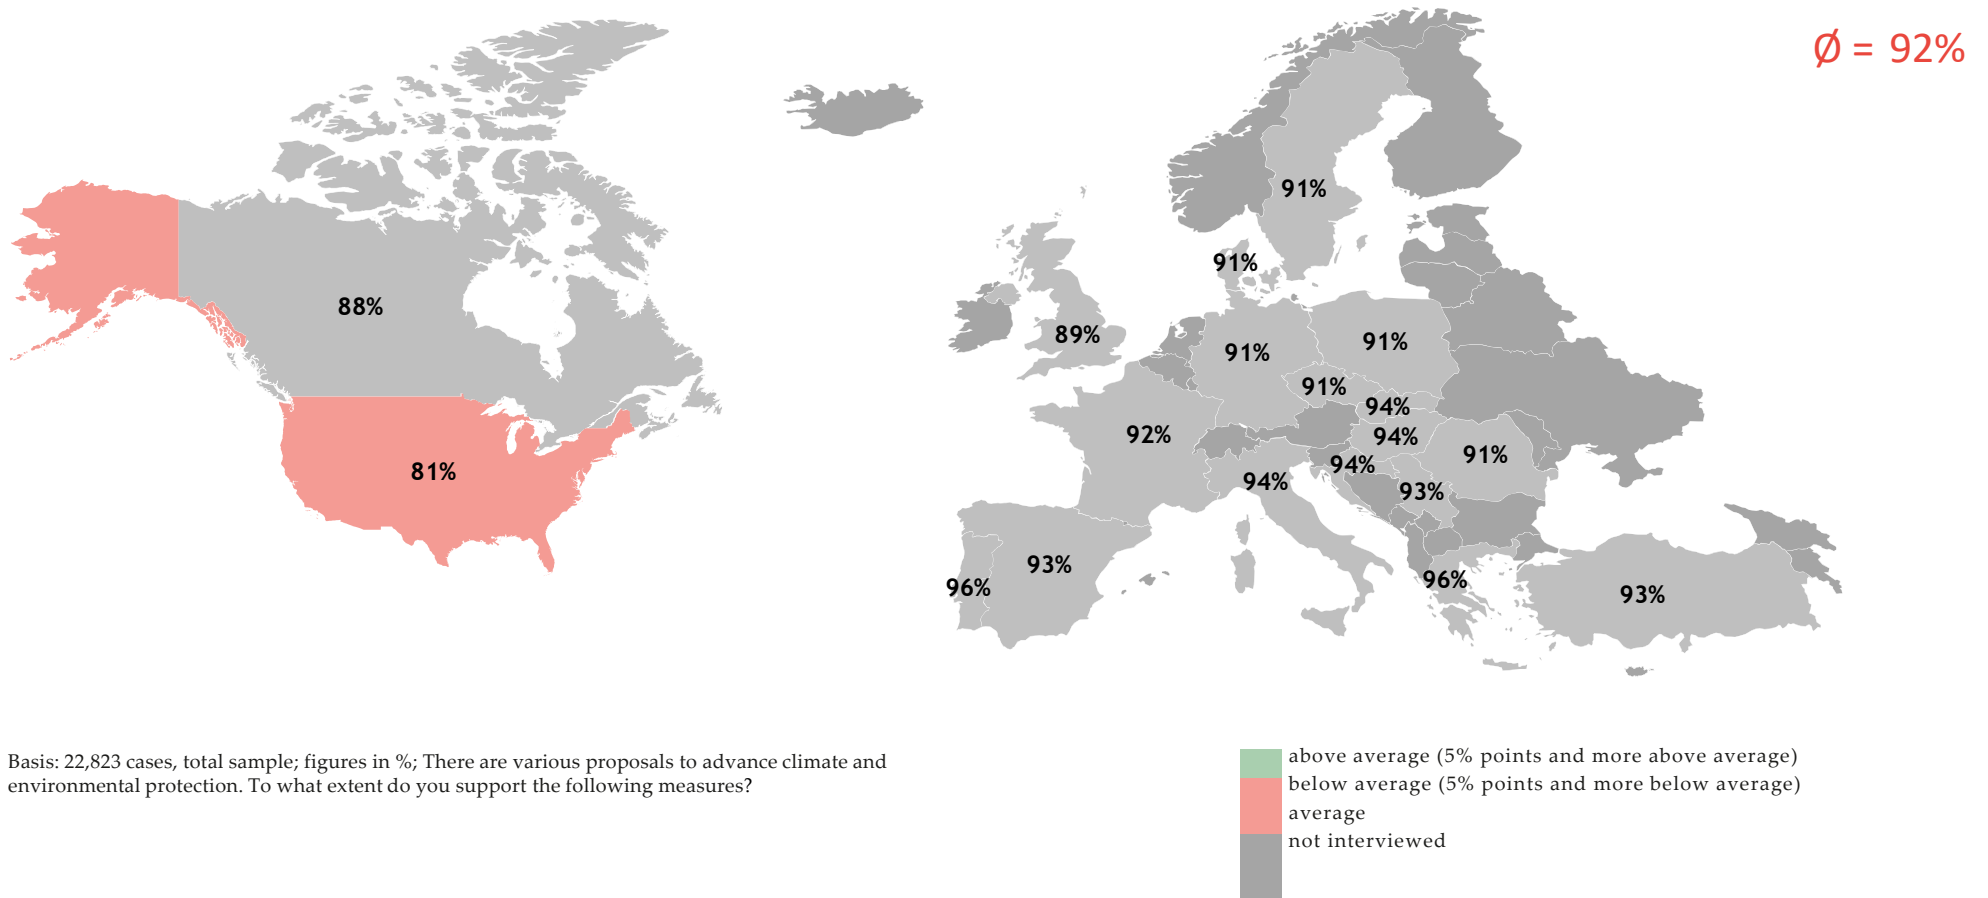 Ø = 92%
91%
91%
88%
89%
91%
91%
91%
94%
92%
94%
91%
94%
81%
94%
93%
93%
96%
96%
93%
Basis: 22,823 cases, total sample; figures in %; There are various proposals to advance climate and
environmental protection. To what extent do you support the following measures?
above average (5% points and more above average)
below average (5% points and more below average)
average
not interviewed